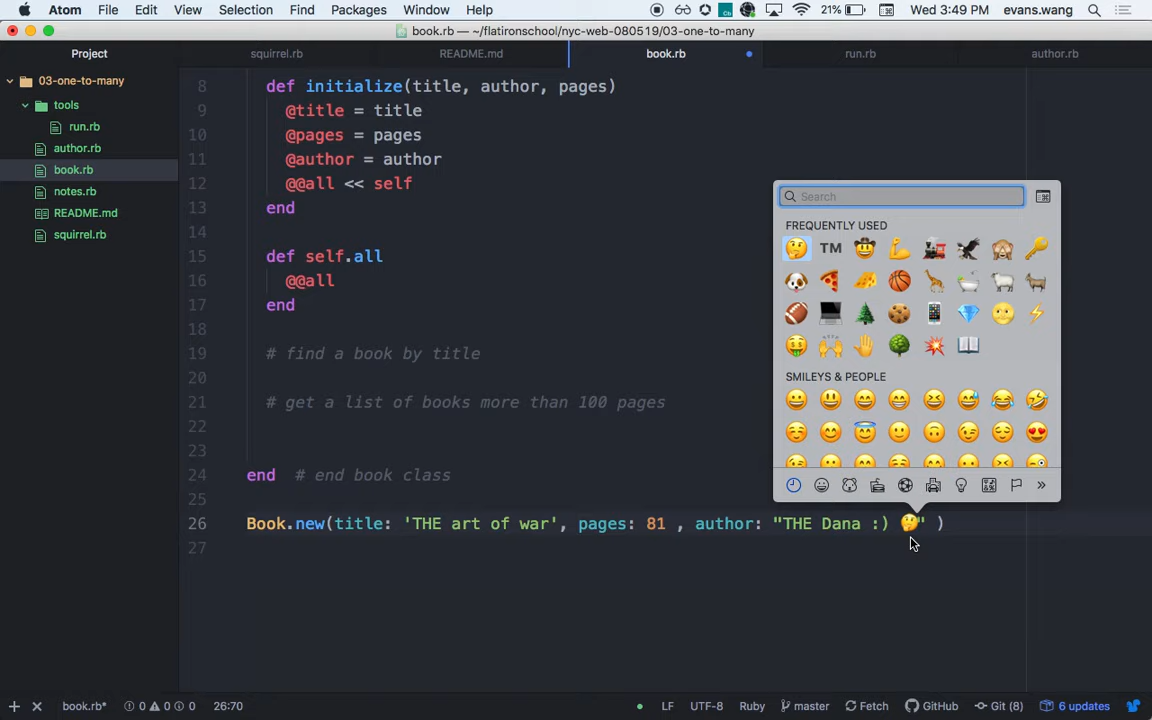 Atom File Edit View Selection Find Packages Window Help 21% Wed 3:49 PM evans.wang
book.rb — ~/flatironschool/nyc-web-080519/03-one-to-many
Project squirrel.rb README.md book.rb run.rb author.rb
03-one-to-many
tools
run.rb
author.rb
book.rb
notes.rb
README.md
squirrel.rb
8 def initialize(title, author, pages)
9 @title = title
10 @pages = pages
11 @author = author
12 @@all << self
13 end
14
15 def self.all
16 @@all
17 end
18
19 # find a book by title
20
21 # get a list of books more than 100 pages
22
23
24 end # end book class
25
26 Book.new(title: 'THE art of war', pages: 81 , author: "THE Dana :) 🤔" )
27
Search
FREQUENTLY USED
TM
SMILEYS & PEOPLE
book.rb* 0 0 0 26:70 LF UTF-8 Ruby master Fetch GitHub Git (8) 6 updates